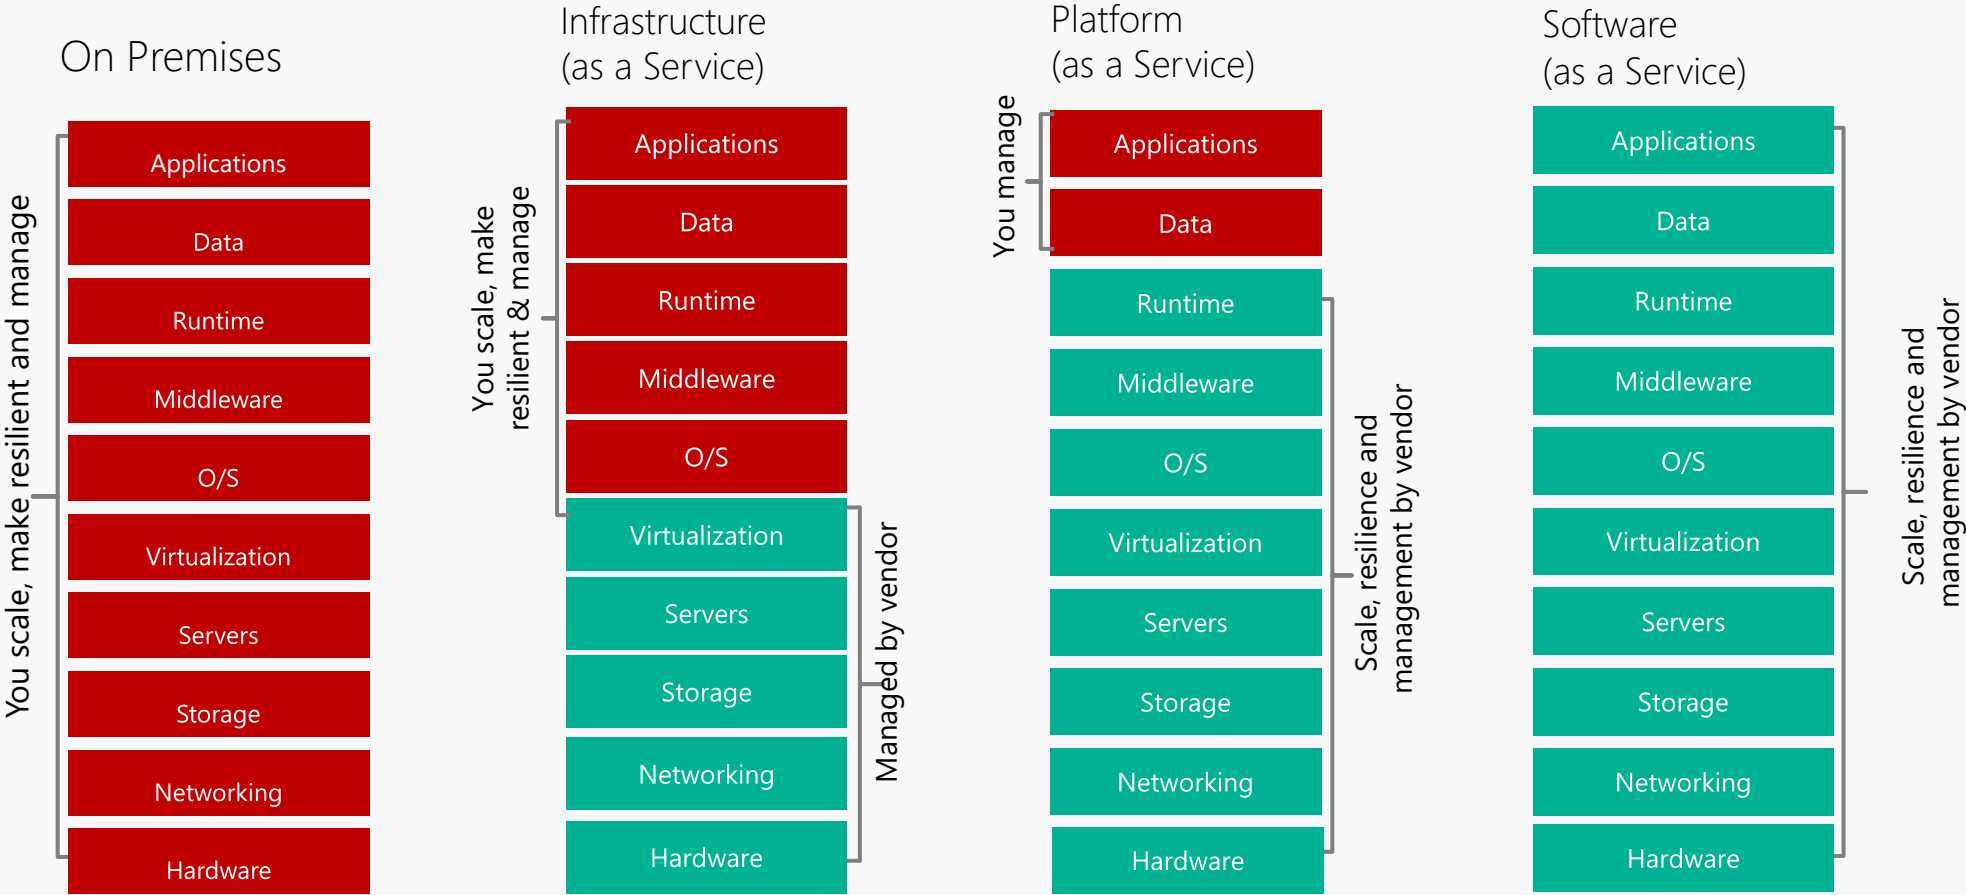 On Premises
You scale, make resilient and manage
Applications
Data
Runtime
Middleware
O/S
Virtualization
Servers
Storage
Networking
Hardware
Infrastructure
(as a Service)
You scale, make
resilient & manage
Applications
Data
Runtime
Middleware
O/S
Virtualization
Servers
Storage
Networking
Hardware
Managed by vendor
Platform
(as a Service)
You manage
Applications
Data
Runtime
Middleware
O/S
Virtualization
Servers
Storage
Networking
Hardware
Scale, resilience and
management by vendor
Software
(as a Service)
Applications
Data
Runtime
Middleware
O/S
Virtualization
Servers
Storage
Networking
Hardware
Scale, resilience and
management by vendor